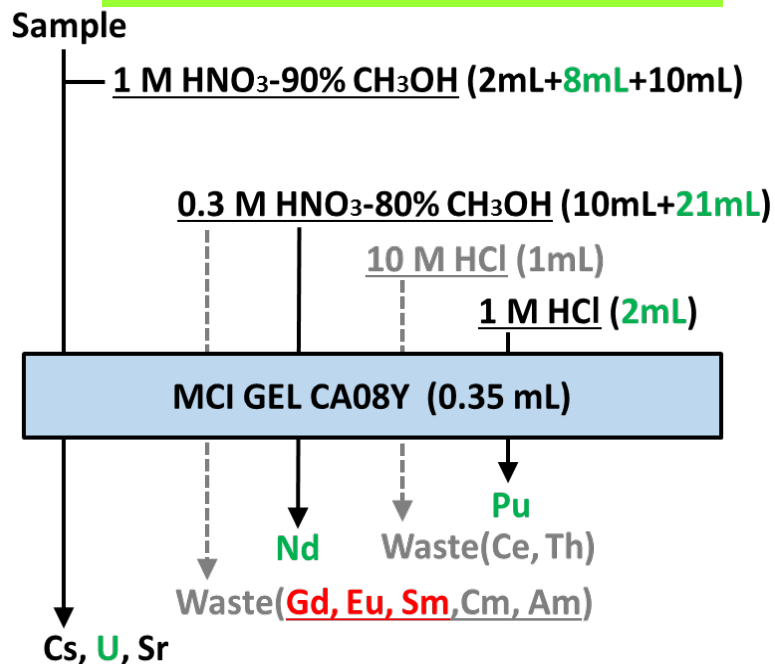 Sample
1 M HNO₃-90% CH₃OH (2mL+8mL+10mL)
0.3 M HNO₃-80% CH₃OH (10mL+21mL)
10 M HCl (1mL)
1 M HCl (2mL)
MCI GEL CA08Y (0.35 mL)
Pu
Nd
Waste(Ce, Th)
Waste(Gd, Eu, Sm,Cm, Am)
Cs, U, Sr